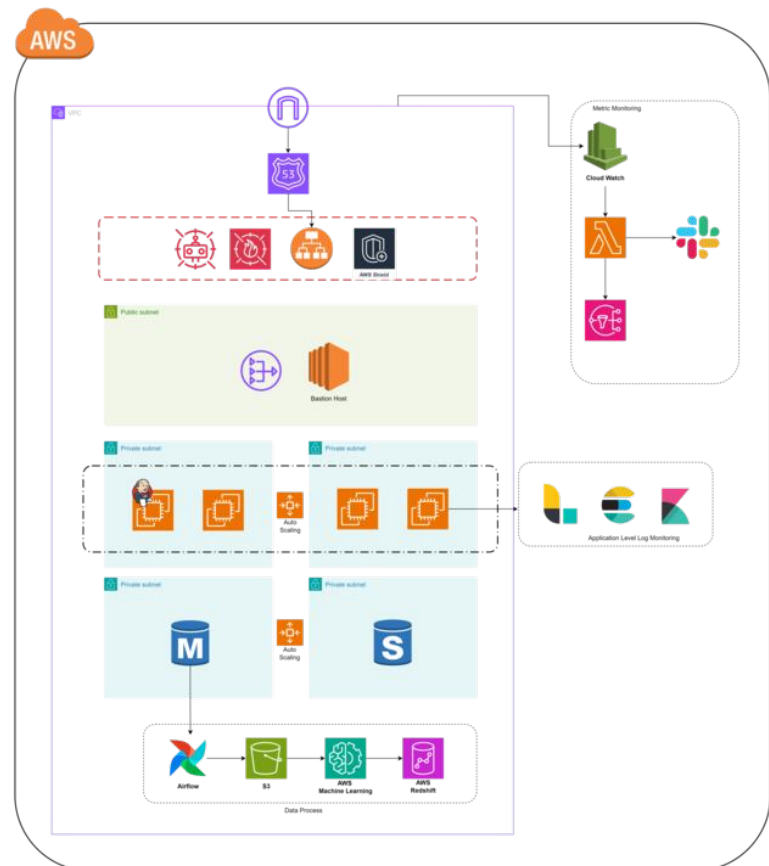 AWS
VPC
53
AWS Shield
Public subnet
Bastion Host
Private subnet
Private subnet
Auto
Scaling
Private subnet
Private subnet
M
Auto
Scaling
S
Airflow
S3
AWS
Machine Learning
AWS
Redshift
Data Process
Metric Monitoring
Cloud Watch
Application Level Log Monitoring